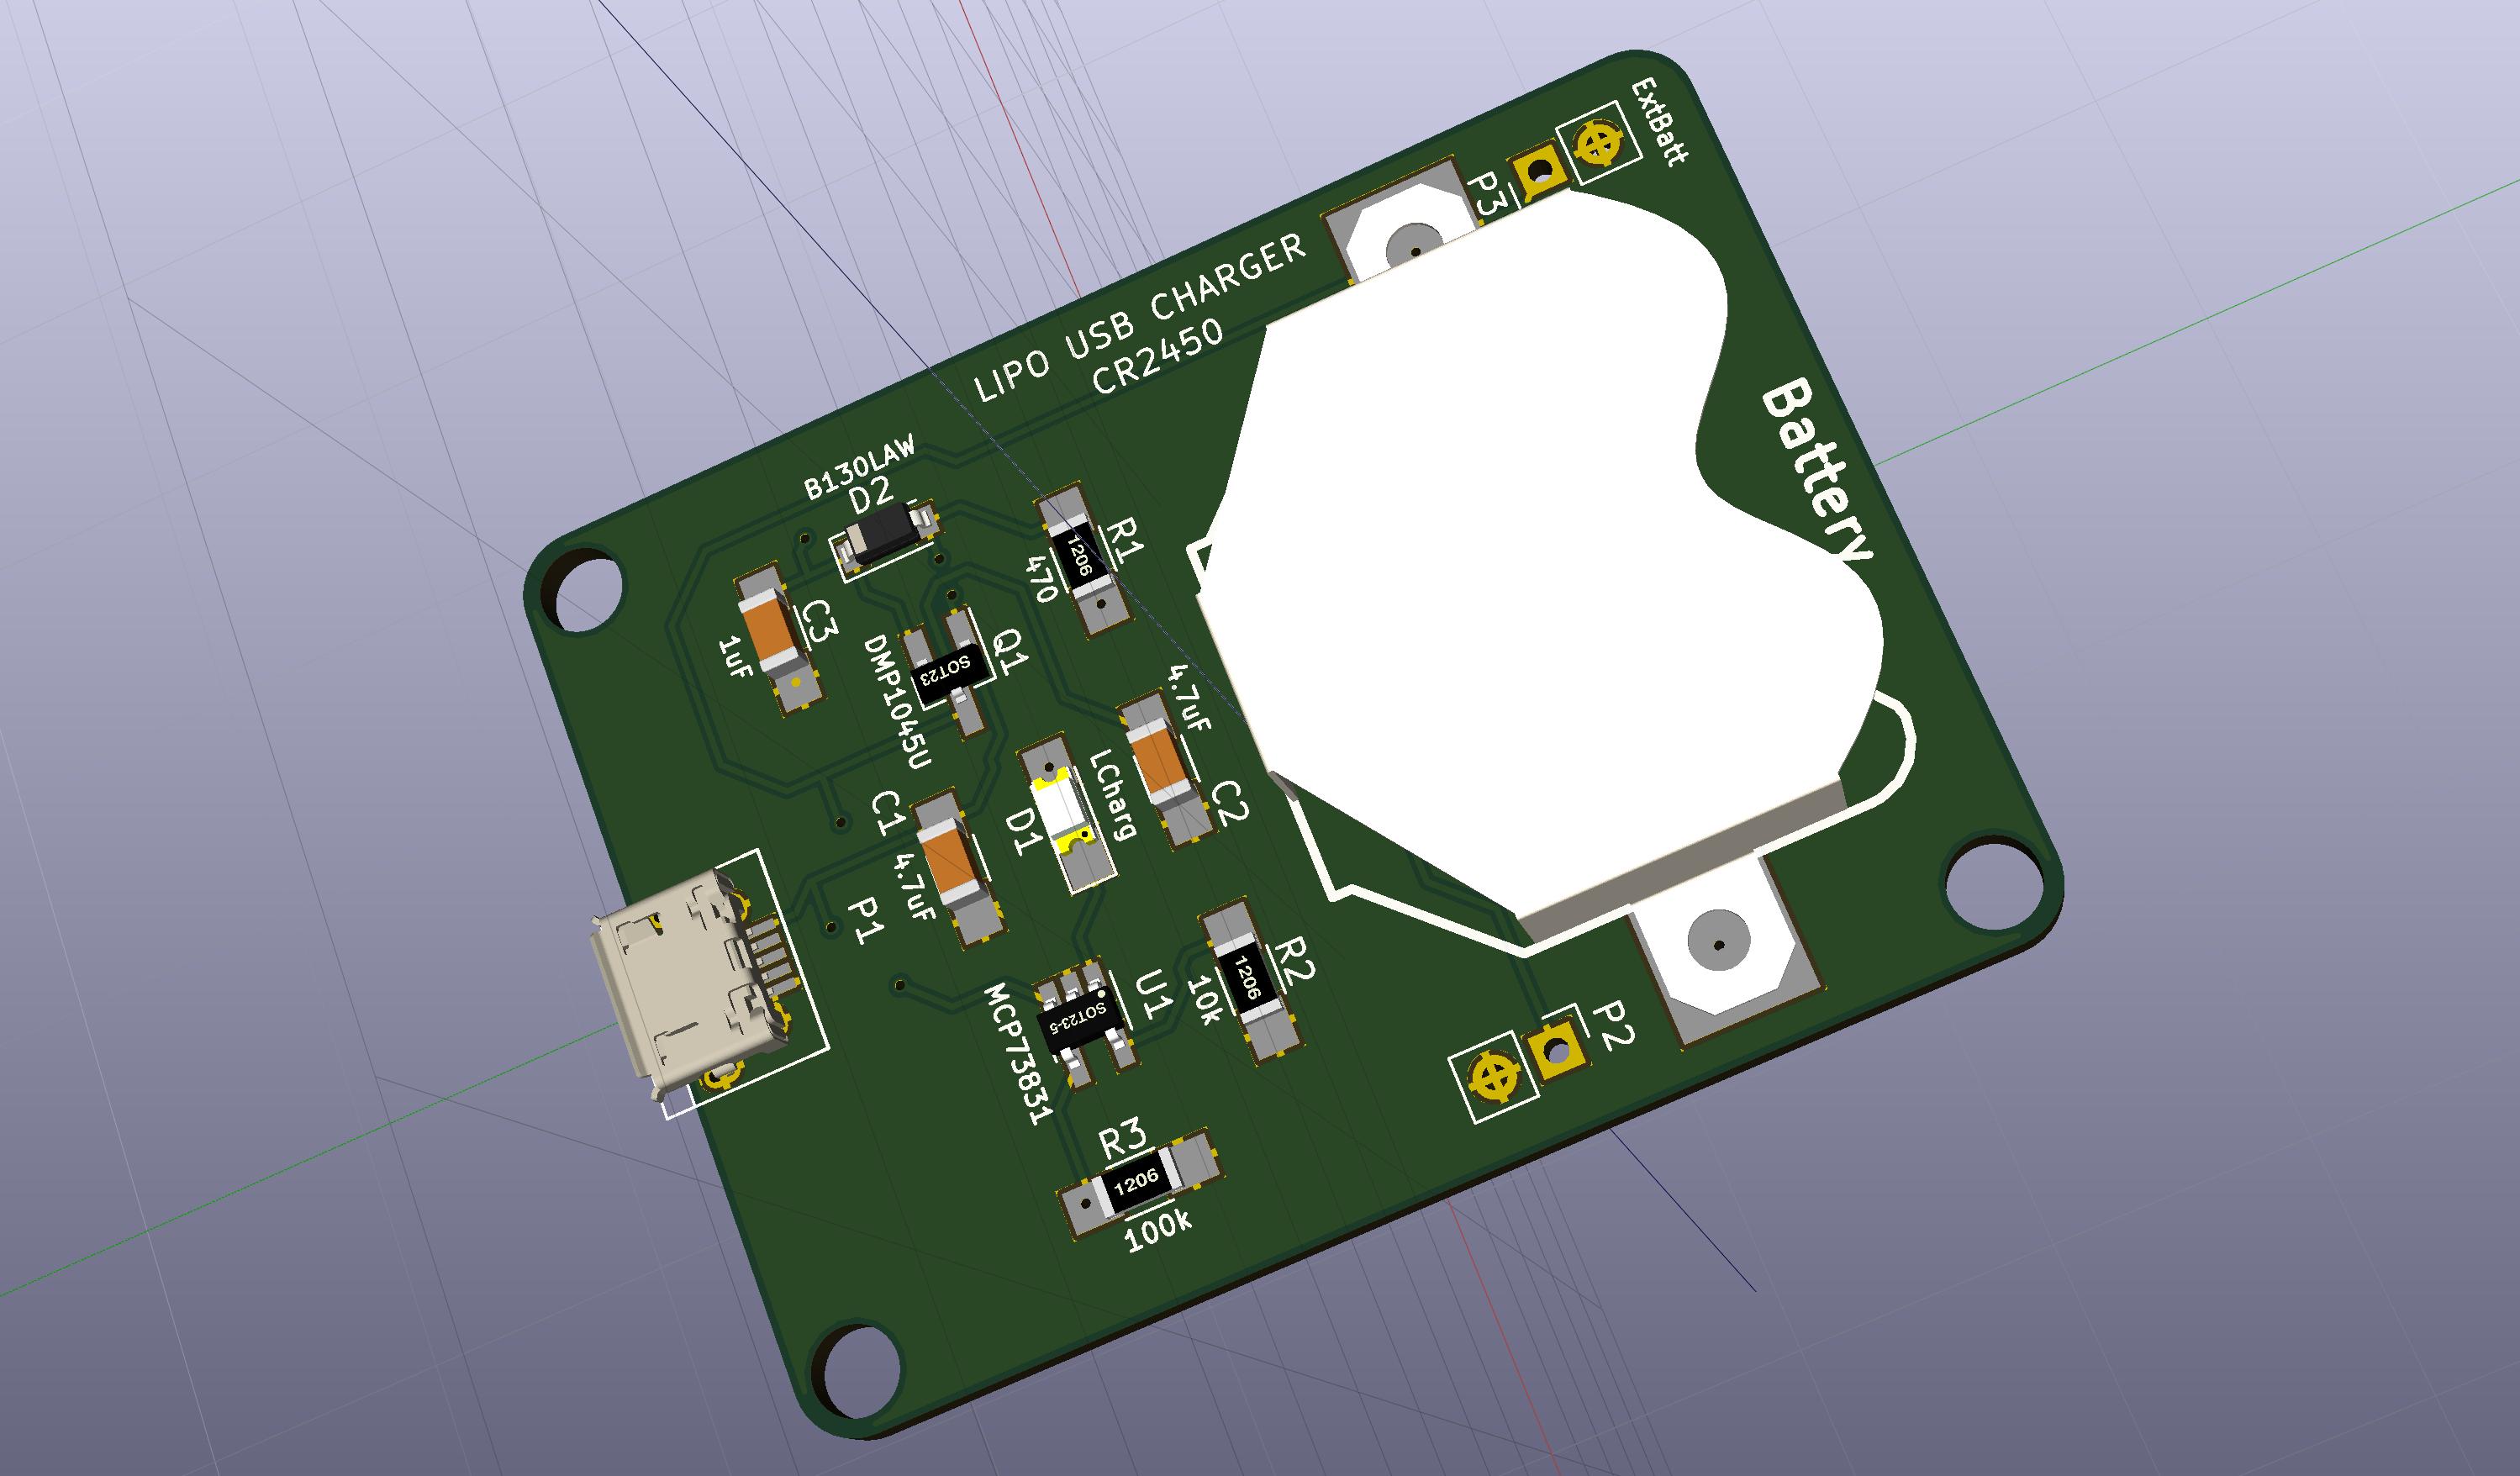 ExtBatt
P3
LIPO USB CHARGER
CR2450
Battery
B130LAW
D2
R1
1206
470
C3
1uF
Q1
SOT23
DMP1045U
4.7uF
C2
LCharg
D1
C1
4.7uF
P1
R2
1206
10k
U1
SOT23-5
MCP73831
P2
R3
1206
100k